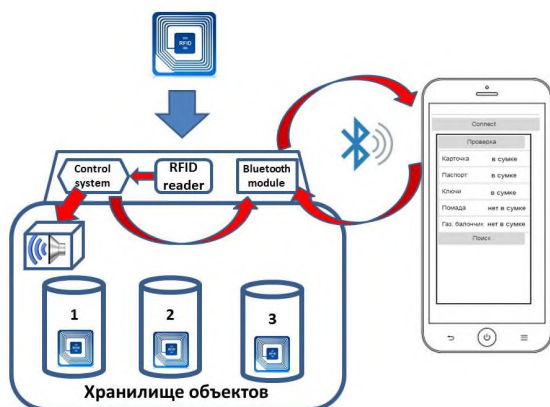 RFID
Control
system
RFID
reader
Bluetooth
module
Connect
Проверка
Карточка в сумке
Паспорт в сумке
Ключи в сумке
Помада нет в сумке
Газ. балончик нет в сумке
Поиск
1
2
3
Хранилище объектов